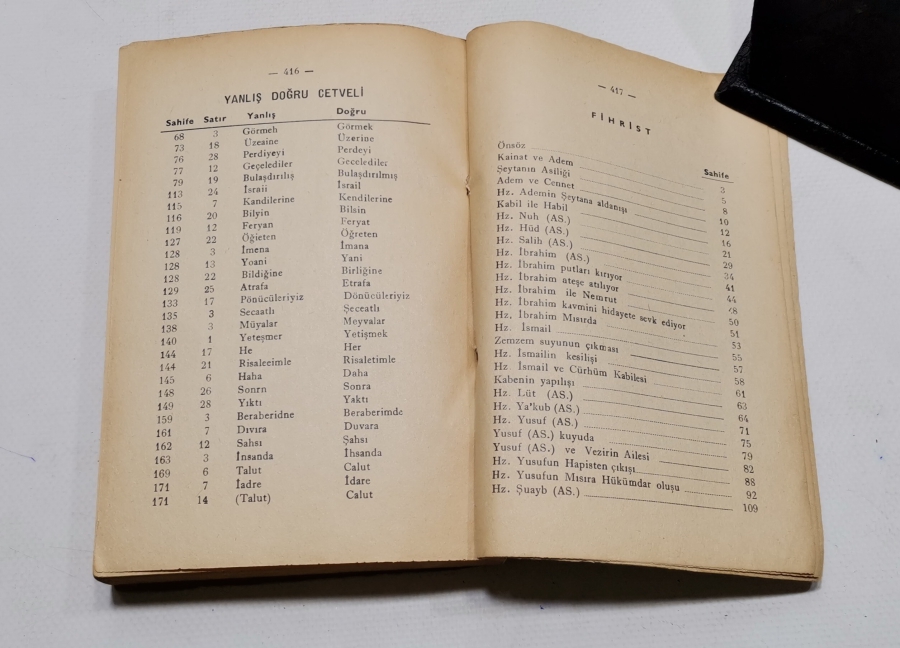 — 416 —
YANLIŞ DOĞRU CETVELİ
Sahife Satır Yanlış Doğru
68 3 Görmeh Görmek
73 18 Üzeaine Üzerine
76 28 Perdiyeyi Perdeyi
77 12 Geçelediler Gecelediler
79 19 Bulaşdırılış Bulaşdırılmış
113 24 İsraii İsrail
115 7 Kandilerine Kendilerine
116 20 Bilyin Bilsin
119 12 Feryan Feryat
127 22 Öğieten Öğreten
128 3 İmena İmana
128 13 Yoani Yani
128 22 Bildiğine Birliğine
129 25 Atrafa Etrafa
133 17 Pönücüleriyiz Dönücüleriyiz
135 3 Secaatlı Şeceatlı
138 3 Müyalar Meyvalar
140 1 Yeteşmer Yetişmek
144 17 He Her
144 21 Risaleeimle Risaletimle
145 6 Haha Daha
148 26 Sonrn Sonra
149 28 Yıktı Yaktı
159 3 Beraberidne Beraberimde
161 7 Dıvıra Duvara
162 12 Sahsı Şahsı
163 3 İnsanda İhsanda
169 6 Talut Calut
171 7 İadre İdare
171 14 (Talut) Calut
— 417 —
FİHRİST
Sahife
Önsöz 3
Kainat ve Adem 5
Şeytanın Asiliği 8
Adem ve Cennet 10
Hz. Ademin Şeytana aldanışı 12
Kabil ile Habil 16
Hz. Nuh (AS.) 21
Hz. Hüd (AS.) 29
Hz. Salih (AS.) 34
Hz. İbrahim (AS.) 41
Hz. İbrahim putları kırıyor 44
Hz. İbrahim ateşe atılıyor 48
Hz. İbrahim ile Nemrut 50
Hz. İbrahim kavmini hidayete sevk ediyor 51
Hz. İbrahim Mısırda 53
Hz. İsmail 55
Zemzem suyunun çıkması 57
Hz. İsmailin kesilişi 58
Hz. İsmail ve Cürhüm Kabilesi 61
Kabenin yapılışı 63
Hz. Lüt (AS.) 64
Hz. Ya'kub (AS.) 71
Hz. Yusuf (AS.) 75
Yusuf (AS.) kuyuda 79
Yusuf (AS.) ve Vezirin Ailesi 82
Hz. Yusufun Hapisten çıkışı 88
Hz. Yusufun Mısıra Hükümdar oluşu 92
Hz. Şuayb (AS.) 109